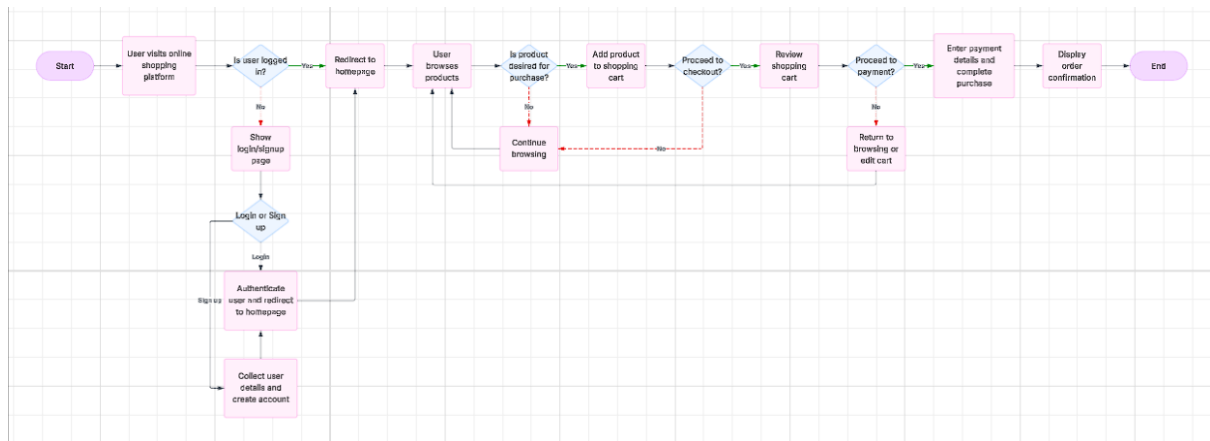 Start
User visits online
shopping
platform
Is user logged
in?
Yes
Redirect to
homepage
User
browses
products
Is product
desired for
purchase?
Yes
Add product
to shopping
cart
Proceed to
checkout?
Yes
Review
shopping
cart
Proceed to
payment?
Yes
Enter payment
details and
complete
purchase
Display
order
confirmation
End
No
Show
login/signup
page
No
Continue
browsing
No
No
Return to
browsing or
edit cart
Login or Sign
up
Login
Sign up
Authenticate
user and redirect
to homepage
Collect user
details and
create account